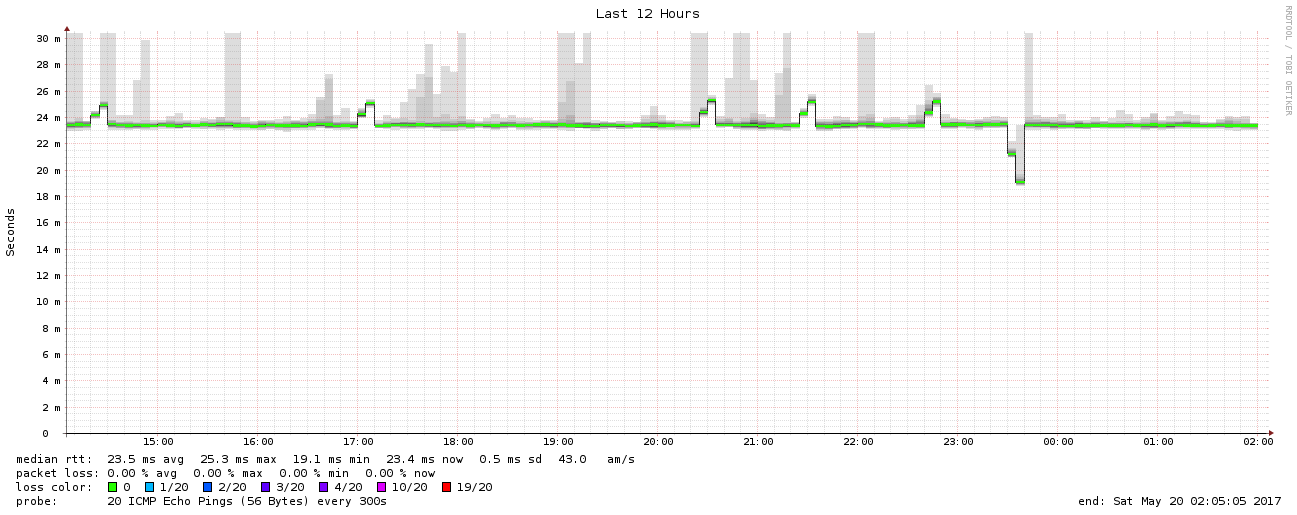 Last 12 Hours
RRDTOOL / TOBI OETIKER
Seconds
30 m
28 m
26 m
24 m
22 m
20 m
18 m
16 m
14 m
12 m
10 m
8 m
6 m
4 m
2 m
0
15:00 16:00 17:00 18:00 19:00 20:00 21:00 22:00 23:00 00:00 01:00 02:00
median rtt: 23.5 ms avg 25.3 ms max 19.1 ms min 23.4 ms now 0.5 ms sd 43.0 am/s
packet loss: 0.00 % avg 0.00 % max 0.00 % min 0.00 % now
loss color: 0 1/20 2/20 3/20 4/20 10/20 19/20
probe: 20 ICMP Echo Pings (56 Bytes) every 300s
end: Sat May 20 02:05:05 2017